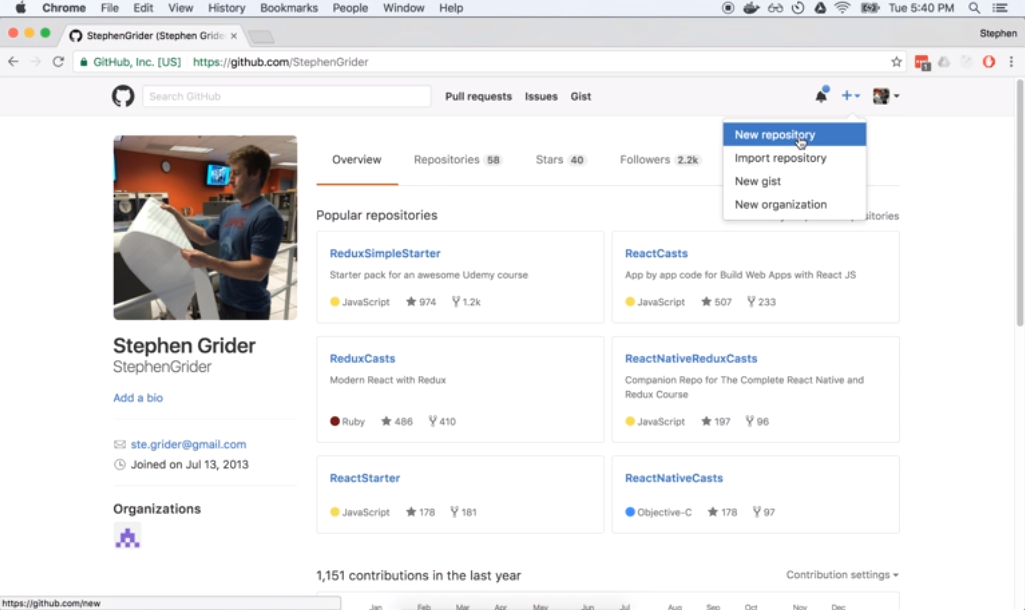 Chrome File Edit View History Bookmarks People Window Help Tue 5:40 PM
StephenGrider (Stephen Gride Stephen
GitHub, Inc. [US] https://github.com/StephenGrider
Search GitHub Pull requests Issues Gist
New repository
Import repository
New gist
New organization
Overview Repositories 58 Stars 40 Followers 2.2k
Popular repositories
ReduxSimpleStarter
Starter pack for an awesome Udemy course
JavaScript 974 1.2k
ReactCasts
App by app code for Build Web Apps with React JS
JavaScript 507 233
ReduxCasts
Modern React with Redux
Ruby 486 410
ReactNativeReduxCasts
Companion Repo for The Complete React Native and
Redux Course
JavaScript 197 96
ReactStarter
JavaScript 178 181
ReactNativeCasts
Objective-C 178 97
Stephen Grider
StephenGrider
Add a bio
ste.grider@gmail.com
Joined on Jul 13, 2013
Organizations
1,151 contributions in the last year Contribution settings
Jan Feb Mar Apr May Jun Jul Aug Sep Oct Nov Dec
https://github.com/new